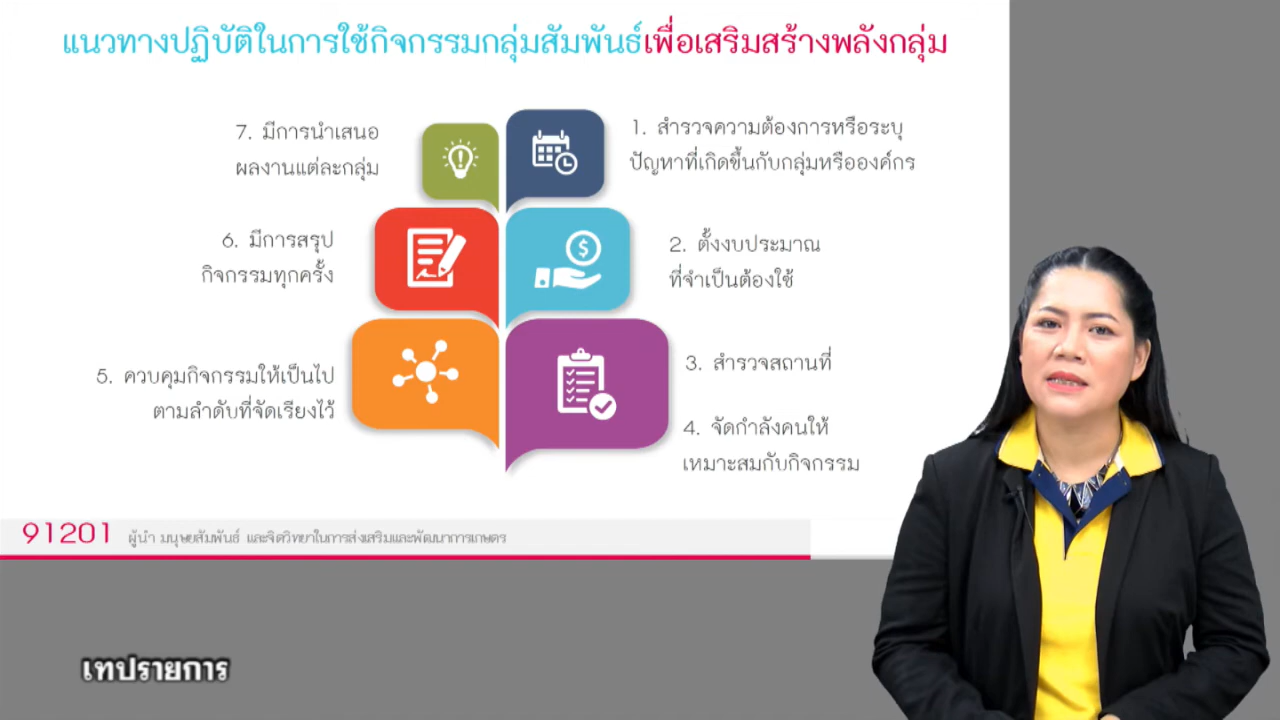 แนวทางปฏิบัติในการใช้กิจกรรมกลุ่มสัมพันธ์เพื่อเสริมสร้างพลังกลุ่ม
1. สำรวจความต้องการหรือระบุ
ปัญหาที่เกิดขึ้นกับกลุ่มหรือองค์กร
2. ตั้งงบประมาณ
ที่จำเป็นต้องใช้
3. สำรวจสถานที่
4. จัดกำลังคนให้
เหมาะสมกับกิจกรรม
5. ควบคุมกิจกรรมให้เป็นไป
ตามลำดับที่จัดเรียงไว้
6. มีการสรุป
กิจกรรมทุกครั้ง
7. มีการนำเสนอ
ผลงานแต่ละกลุ่ม
91201 ผู้นำ มนุษยสัมพันธ์ และจิตวิทยาในการส่งเสริมและพัฒนาการเกษตร
เทปรายการ